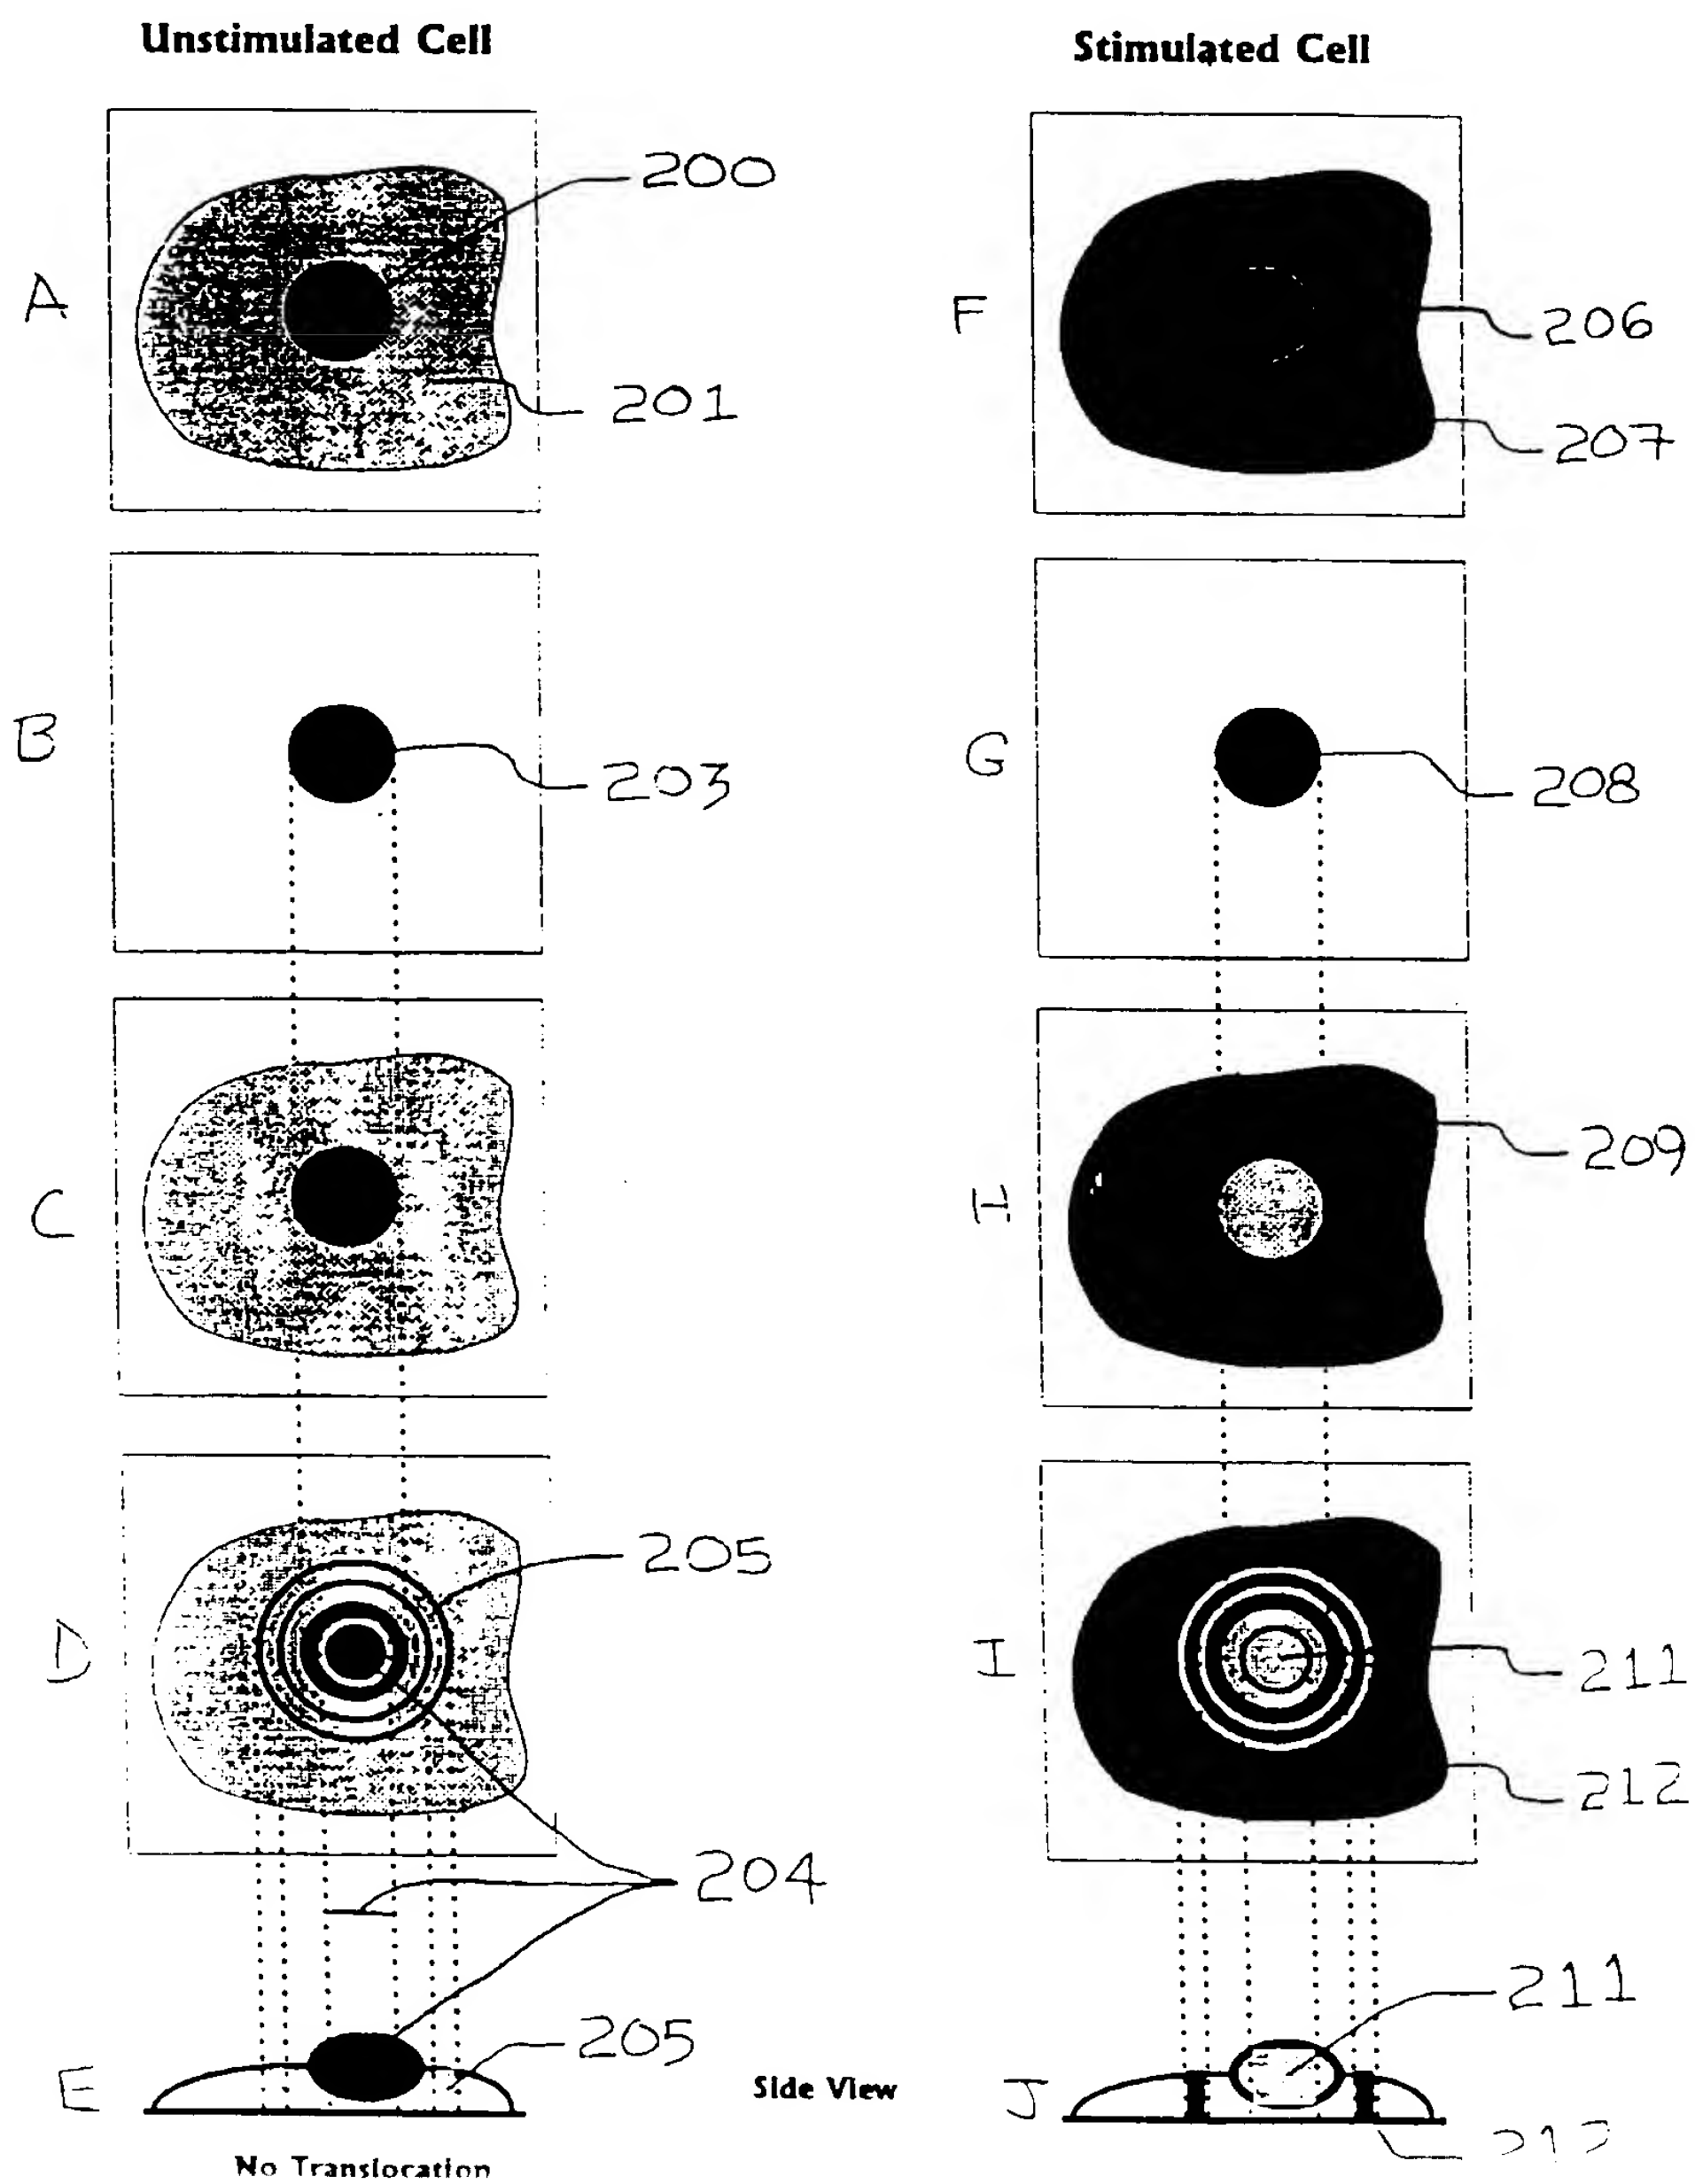 Unstimulated Cell
Stimulated Cell
A
200
201
F
206
207
B
203
G
208
C
H
209
D
205
I
211
212
204
E
205
Side View
J
211
No Translocation